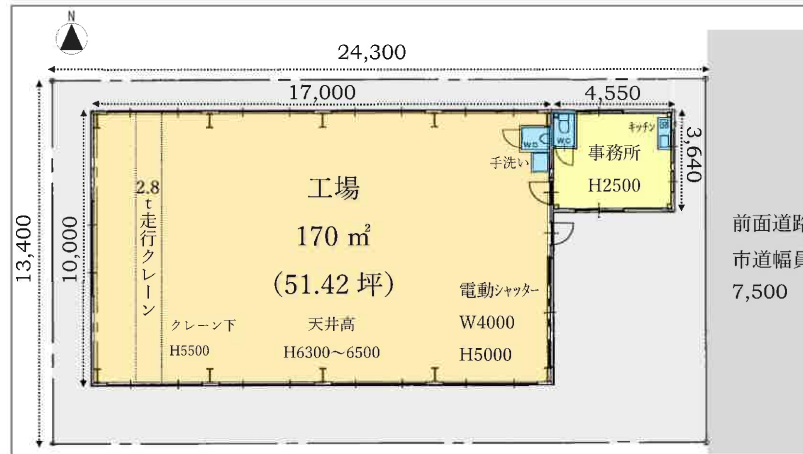 N
24,300
17,000
4,550
13,400
10,000
3,640
2.8
t走行クレーン
工場
170 ㎡
(51.42 坪)
クレーン下
H5500
天井高
H6300～6500
電動シャッター
W4000
H5000
WC
手洗い
WC
キッチン
事務所
H2500
前面道路
市道幅員
7,500